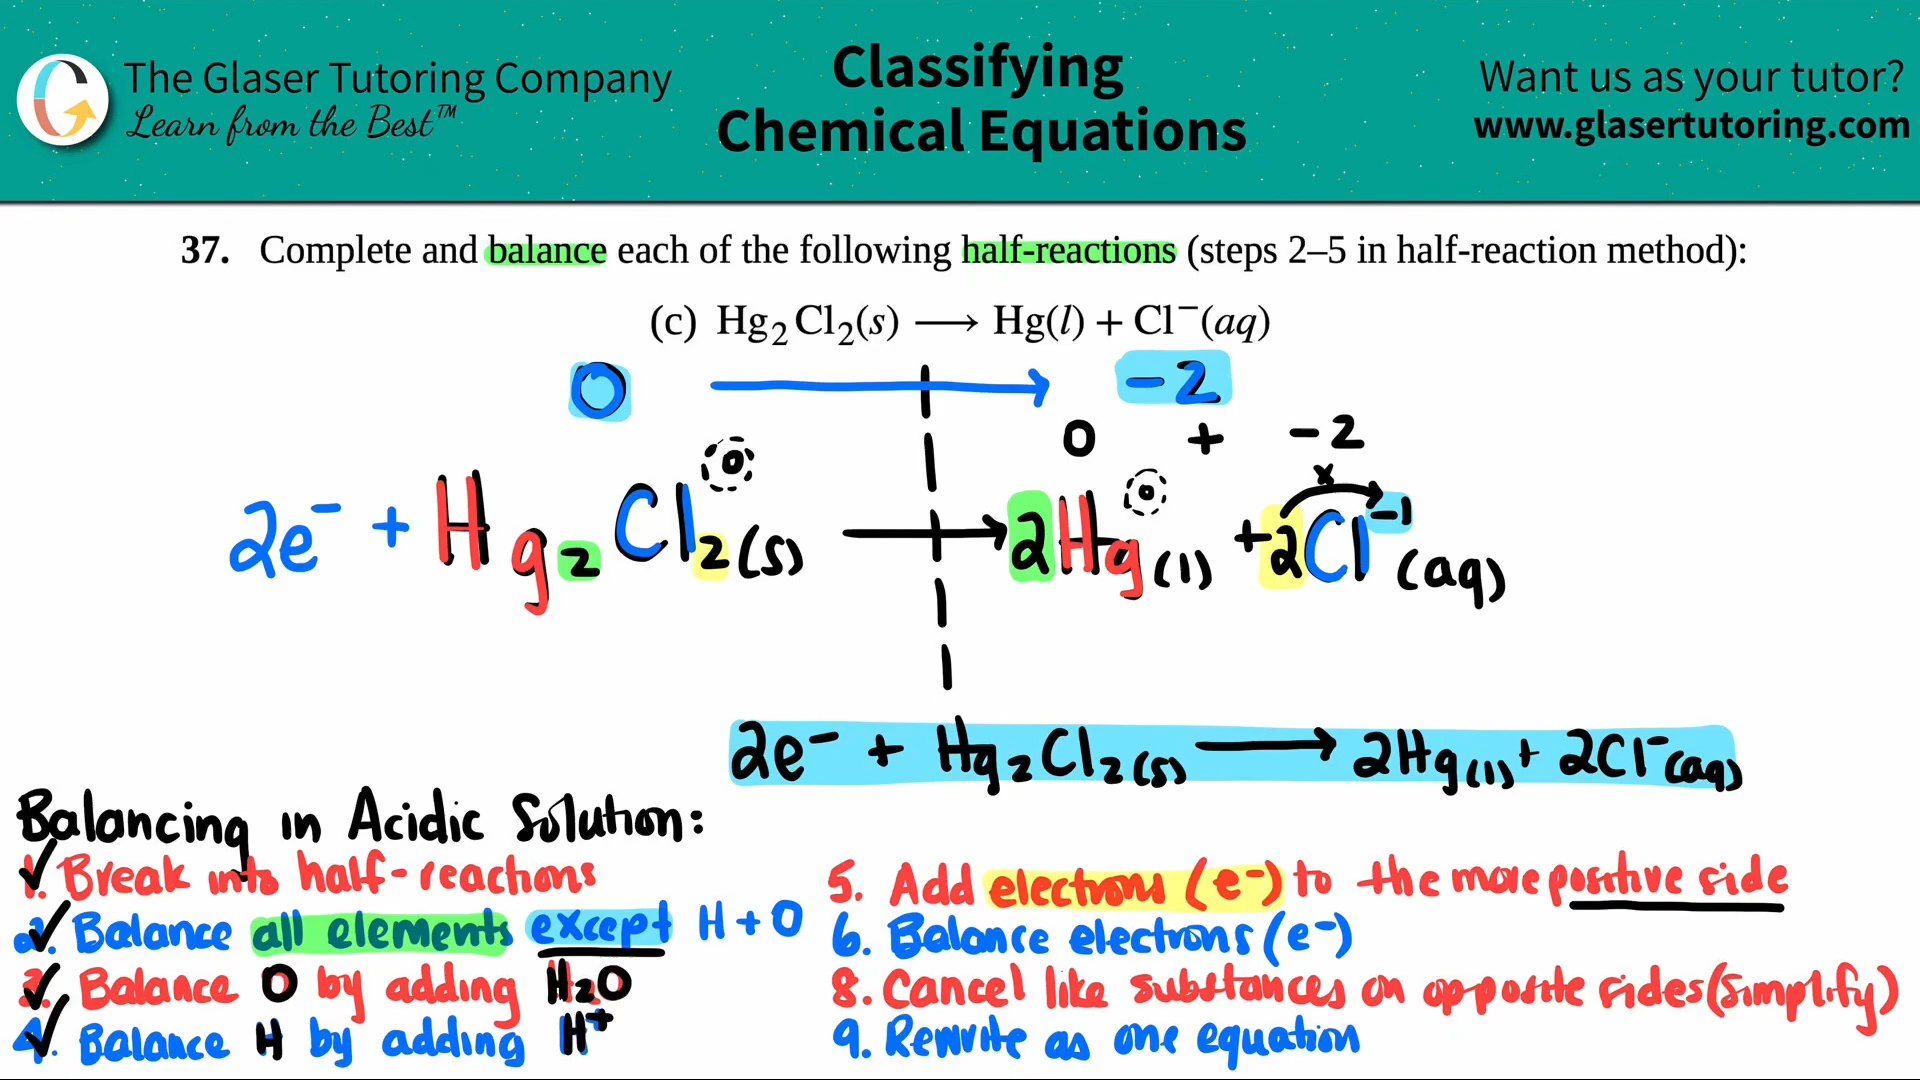 The Glaser Tutoring Company
Learn from the Best™
Classifying
Chemical Equations
Want us as your tutor?
www.glasertutoring.com
37. Complete and balance each of the following half-reactions (steps 2–5 in half-reaction method):
(c) Hg₂Cl₂(s) ⟶ Hg(l) + Cl⁻(aq)
0 → -2
0 + -2
x
2e⁻ + Hg₂Cl₂⁰(s) → 2Hg⁰(l) + 2Cl⁻¹(aq)
2e⁻ + Hg₂Cl₂(s) → 2Hg(l) + 2Cl⁻(aq)
Balancing in Acidic Solution:
1. Break into half-reactions
2. Balance all elements except H + O
3. Balance O by adding H₂O
4. Balance H by adding H⁺
5. Add electrons (e⁻) to the more positive side
6. Balance electrons (e⁻)
8. Cancel like substances on opposite sides (simplify)
9. Rewrite as one equation